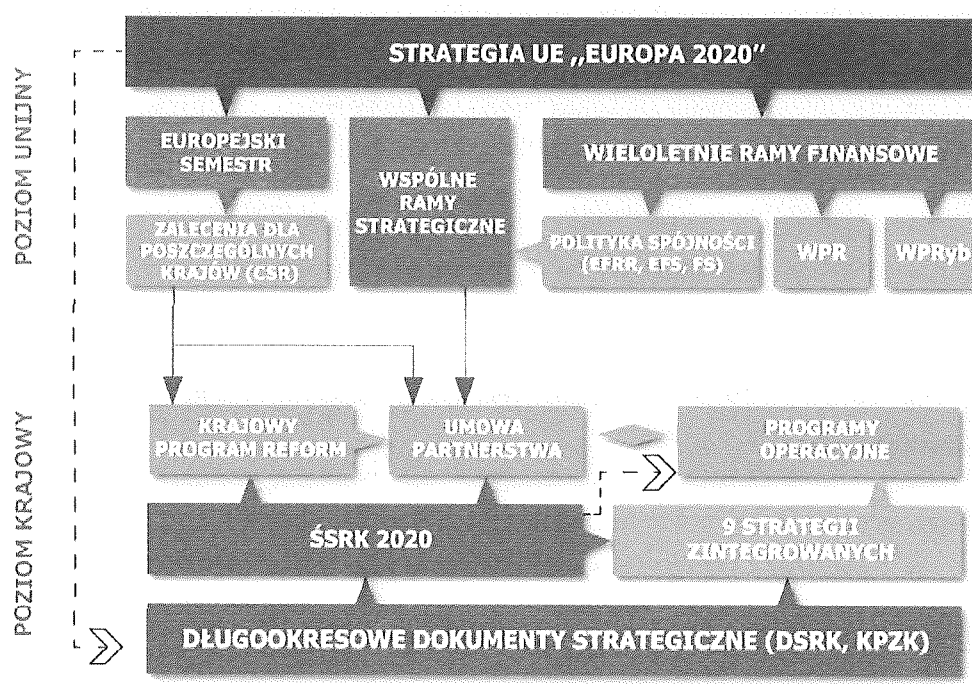 STRATEGIA UE „EUROPA 2020”
POZIOM UNIJNY
EUROPEJSKI
SEMESTR
WSPÓLNE
RAMY
STRATEGICZNE
WIELOLETNIE RAMY FINANSOWE
ZALECENIA DLA
POSZCZEGÓLNYCH
KRAJÓW (CSR)
POLITYKA SPÓJNOŚCI
(EFRR, EFS, FS)
WPR
WPRyb
POZIOM KRAJOWY
KRAJOWY
PROGRAM REFORM
UMOWA
PARTNERSTWA
PROGRAMY
OPERACYJNE
ŚSRK 2020
9 STRATEGII
ZINTEGROWANYCH
DŁUGOOKRESOWE DOKUMENTY STRATEGICZNE (DSRK, KPZK)